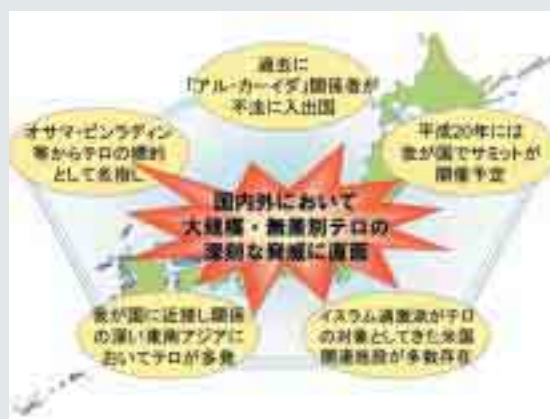 過去に
「アル・カーイダ」関係者が
不法に入出国
オサマ・ビンラディン
等からテロの標的
として名指し
平成20年には
我が国でサミットが
開催予定
国内外において
大規模・無差別テロの
深刻な脅威に直面
我が国に近接し関係
の深い東南アジアに
おいてテロが多発
イスラム過激派がテロ
の対象としてきた米国
関連施設が多数存在